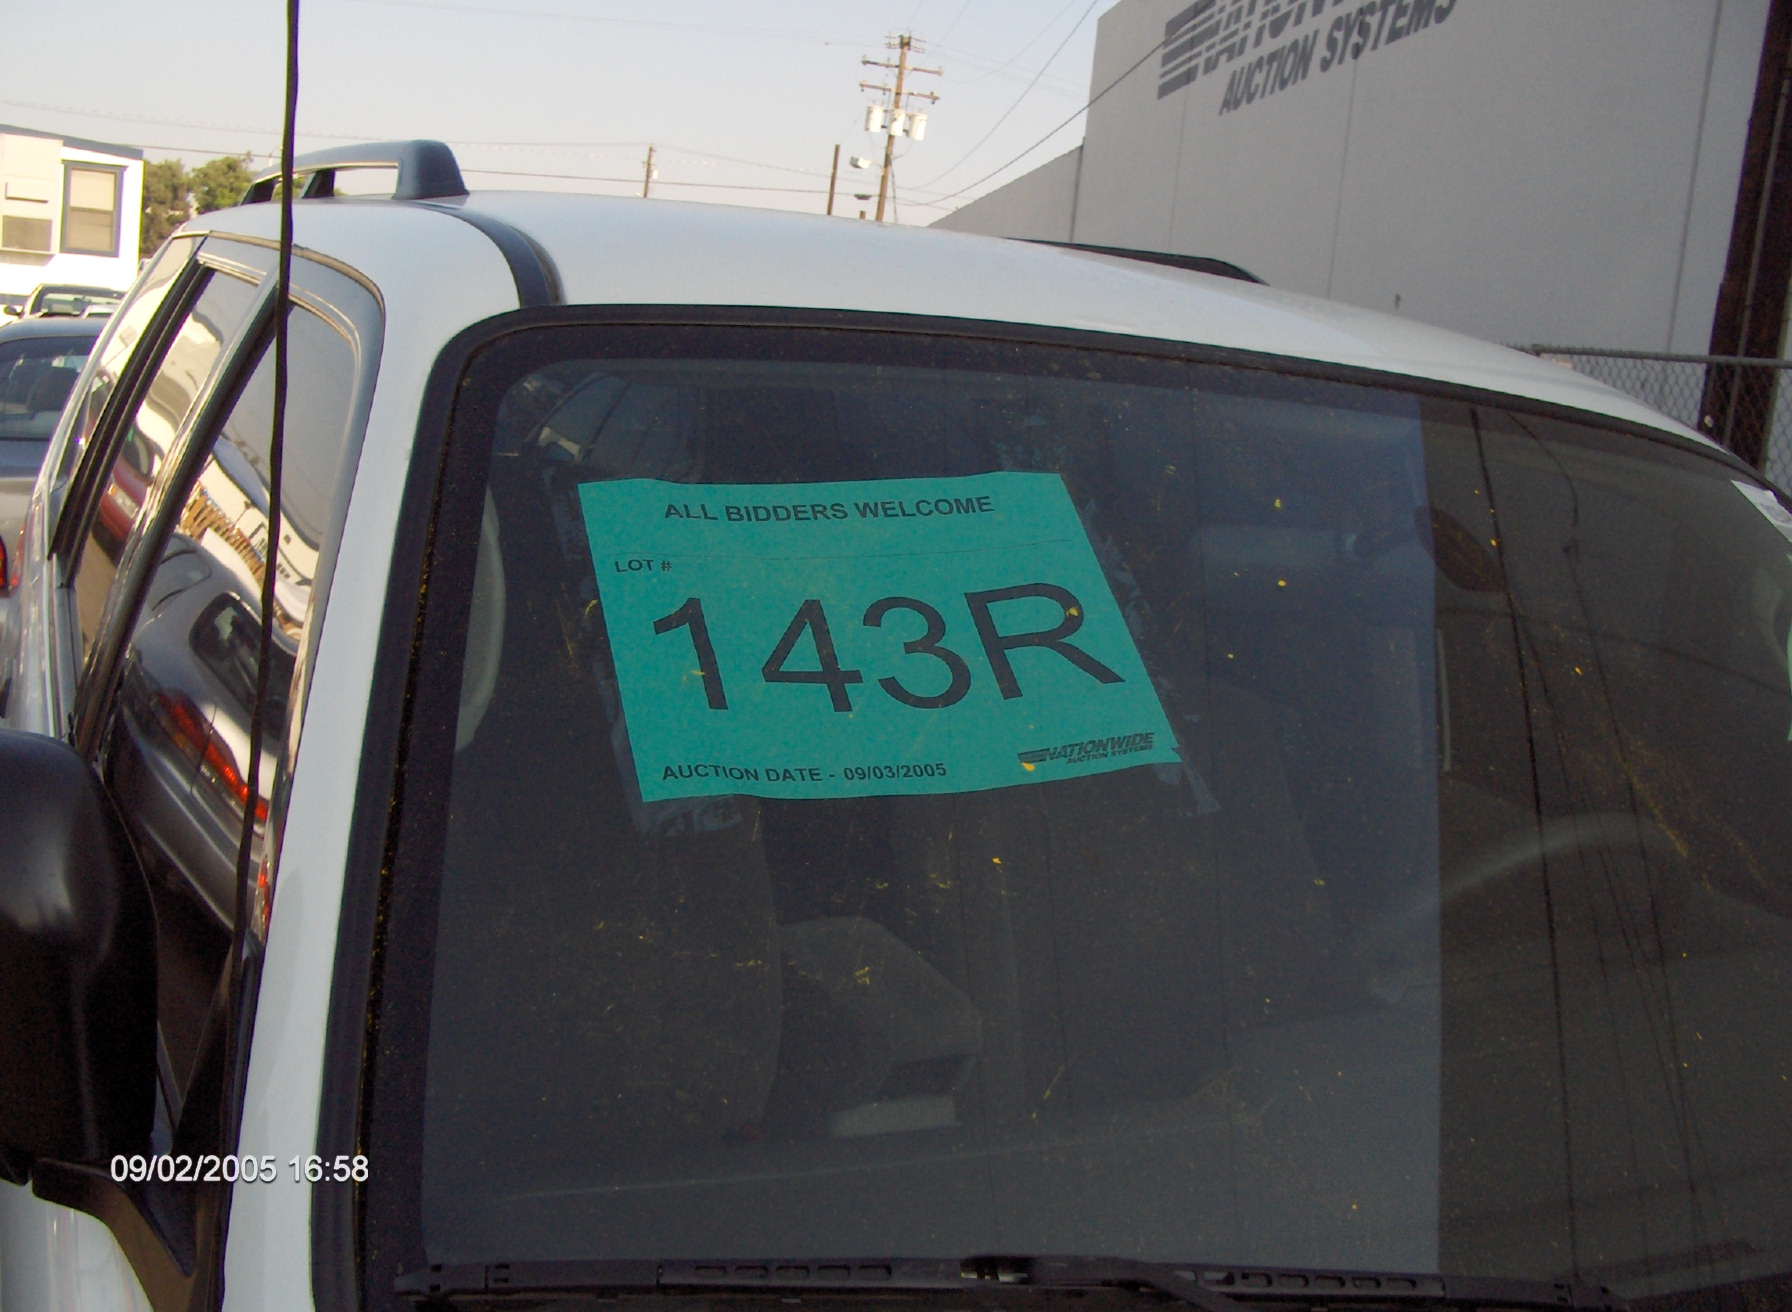 NATIONWIDE
AUCTION SYSTEMS
ALL BIDDERS WELCOME
LOT #
143R
AUCTION DATE - 09/03/2005
NATIONWIDE
AUCTION SYSTEMS
09/02/2005 16:58